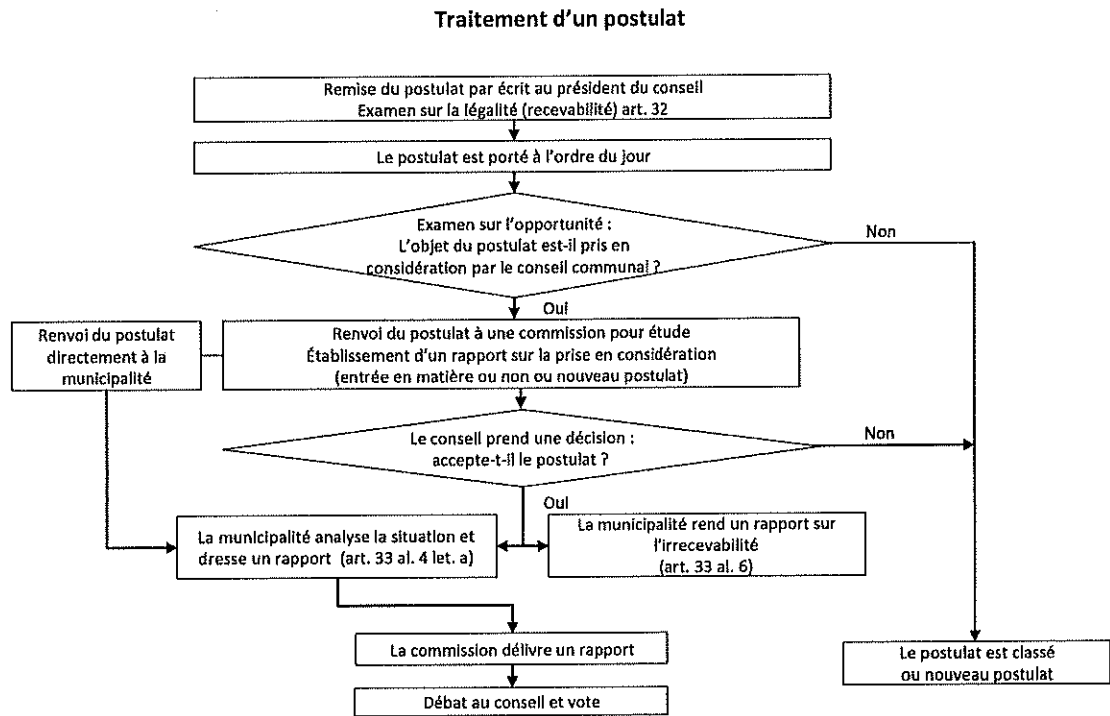 Traitement d'un postulat
Remise du postulat par écrit au président du conseil
Examen sur la légalité (recevabilité) art. 32
Le postulat est porté à l'ordre du jour
Examen sur l'opportunité :
L'objet du postulat est-il pris en
considération par le conseil communal ?
Non
Oui
Renvoi du postulat
directement à la
municipalité
Renvoi du postulat à une commission pour étude
Établissement d'un rapport sur la prise en considération
(entrée en matière ou non ou nouveau postulat)
Le conseil prend une décision :
accepte-t-il le postulat ?
Non
Oui
La municipalité analyse la situation et
dresse un rapport (art. 33 al. 4 let. a)
La municipalité rend un rapport sur
l'irrecevabilité
(art. 33 al. 6)
La commission délivre un rapport
Le postulat est classé
ou nouveau postulat
Débat au conseil et vote